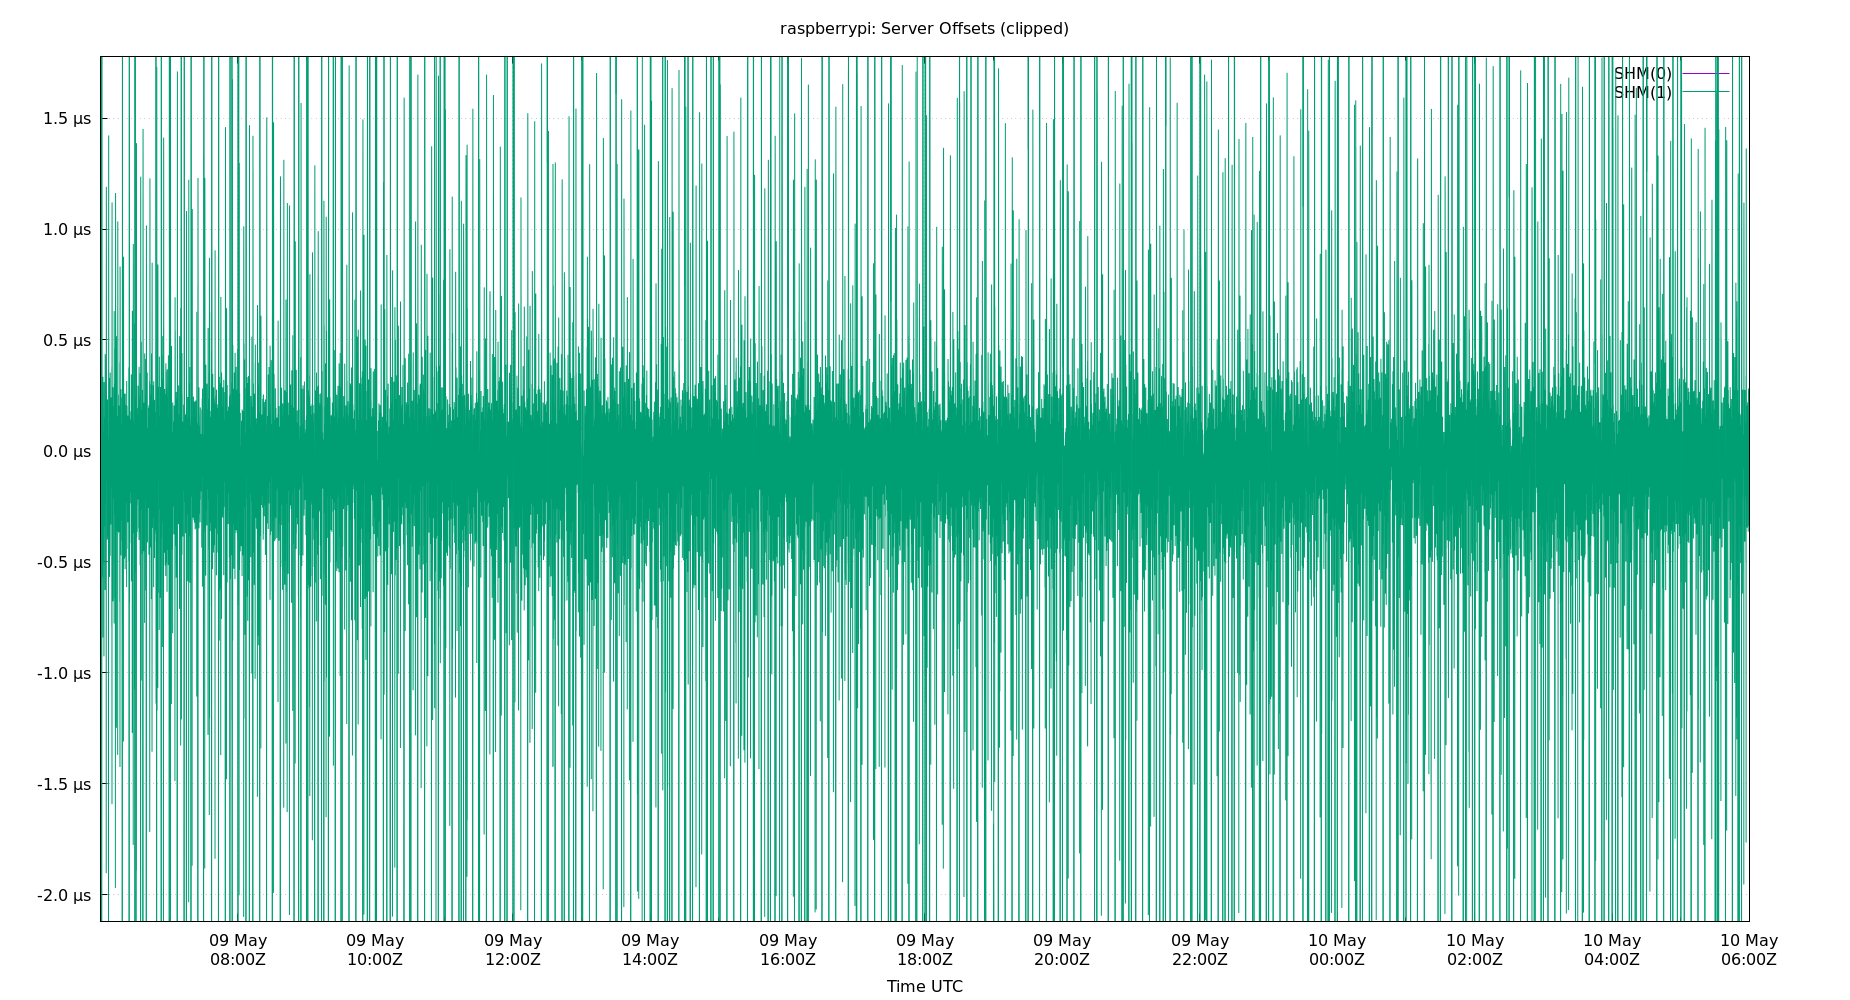 raspberrypi: Server Offsets (clipped)
SHM(0)
SHM(1)
1.5 µs
1.0 µs
0.5 µs
0.0 µs
-0.5 µs
-1.0 µs
-1.5 µs
-2.0 µs
09 May 09 May 09 May 09 May 09 May 09 May 09 May 09 May 10 May 10 May 10 May 10 May
08:00Z 10:00Z 12:00Z 14:00Z 16:00Z 18:00Z 20:00Z 22:00Z 00:00Z 02:00Z 04:00Z 06:00Z
Time UTC